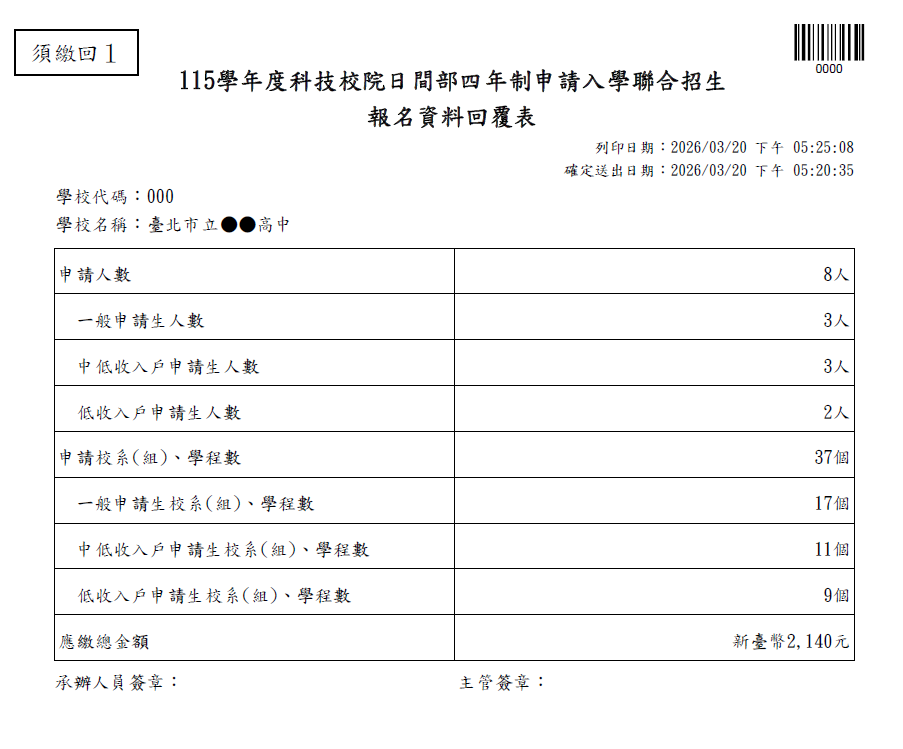 須繳回1
0000
115學年度科技校院日間部四年制申請入學聯合招生
報名資料回覆表
列印日期：2026/03/20 下午 05:25:08
確定送出日期：2026/03/20 下午 05:20:35
學校代碼：000
學校名稱：臺北市立●●高中
申請人數 8人
一般申請生人數 3人
中低收入戶申請生人數 3人
低收入戶申請生人數 2人
申請校系(組)、學程數 37個
一般申請生校系(組)、學程數 17個
中低收入戶申請生校系(組)、學程數 11個
低收入戶申請生校系(組)、學程數 9個
應繳總金額 新臺幣2,140元
承辦人員簽章： 主管簽章：